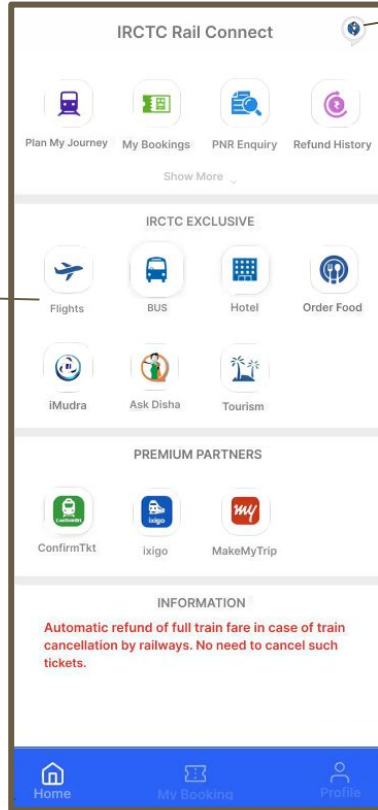 IRCTC Rail Connect
Plan My Journey My Bookings PNR Enquiry Refund History
Show More
IRCTC EXCLUSIVE
Flights BUS Hotel Order Food
iMudra Ask Disha Tourism
PREMIUM PARTNERS
ixigo my
ConfirmTkt ixigo MakeMyTrip
INFORMATION
Automatic refund of full train fare in case of train
cancellation by railways. No need to cancel such
tickets.
Home My Booking Profile